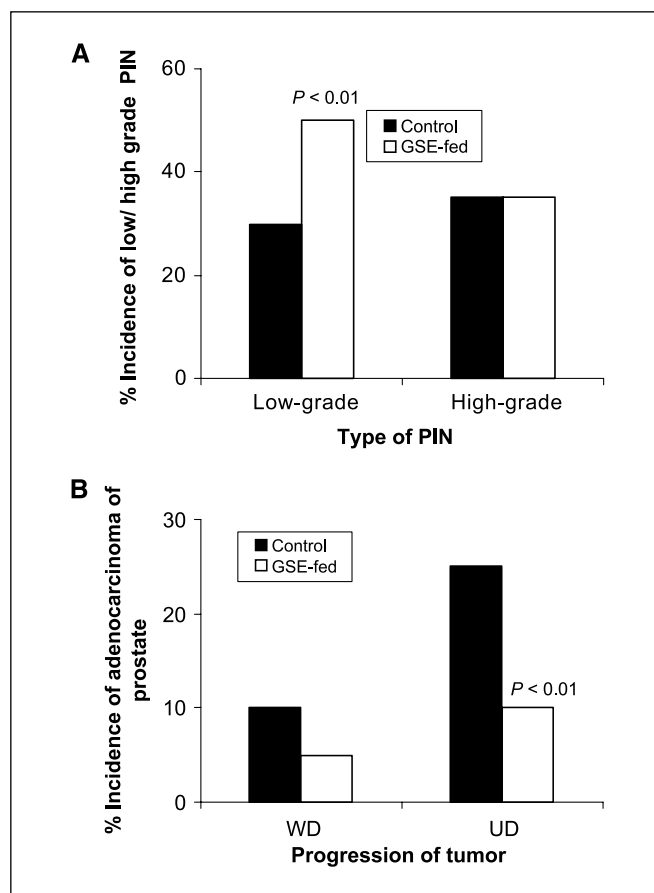 A
% Incidence of low/ high grade PIN
60
40
20
0
P < 0.01
Control
GSE-fed
Low-grade High-grade
Type of PIN
B
% Incidence of adenocarcinoma of
prostate
30
20
10
0
Control
GSE-fed
P < 0.01
WD UD
Progression of tumor